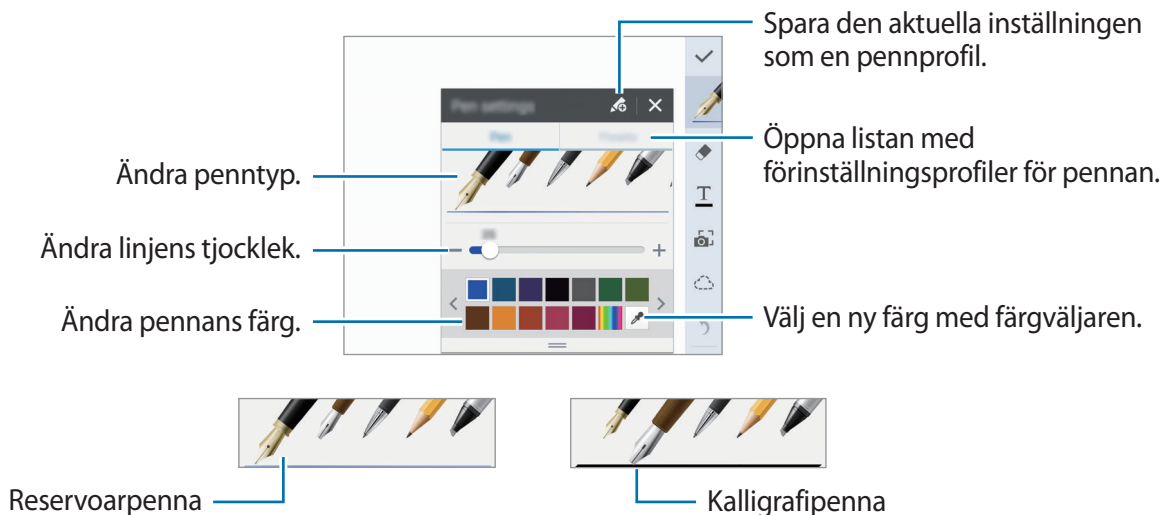 Spara den aktuella inställningen
som en pennprofil.
Öppna listan med
förinställningsprofiler för pennan.
Ändra penntyp.
T
Ändra linjens tjocklek.
Ändra pennans färg.
Välj en ny färg med färgväljaren.
Reservoarpenna
Kalligrafipenna